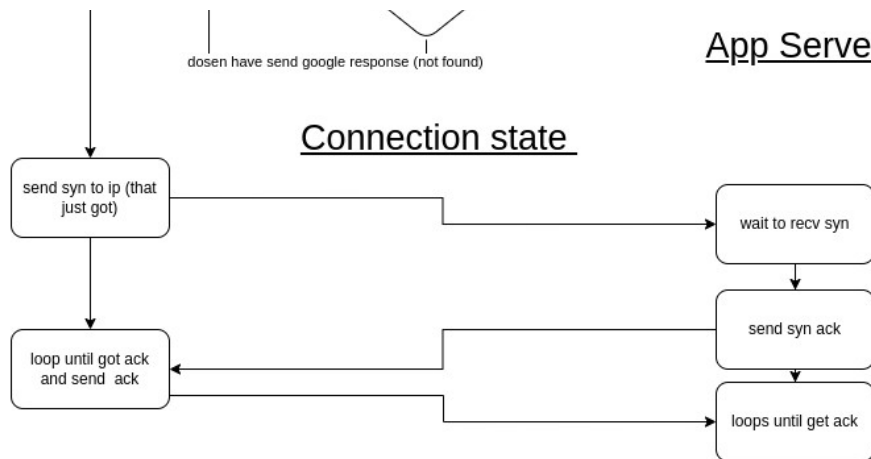 dosen have send google response (not found)
App Serve
Connection state
send syn to ip (that
just got)
wait to recv syn
send syn ack
loop until got ack
and send ack
loops until get ack